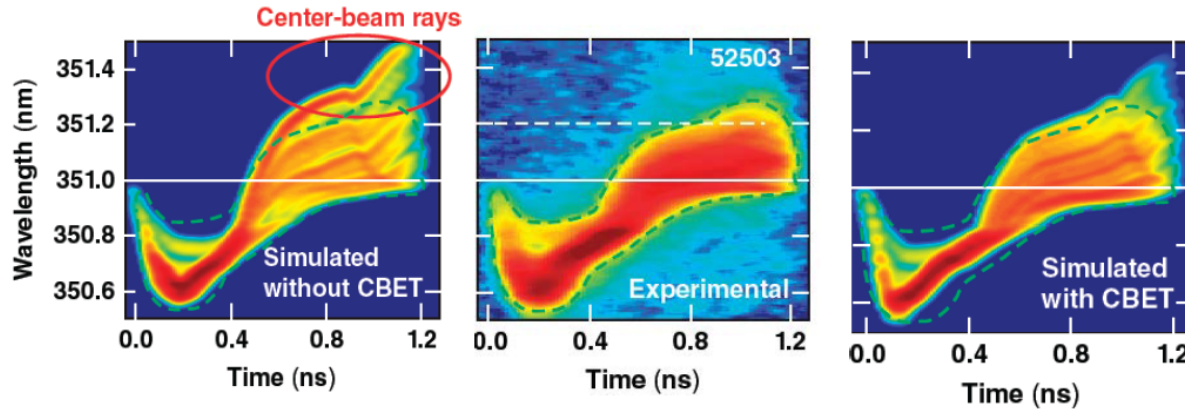 Center-beam rays
Wavelength (nm)
351.4
351.2
351.0
350.8
350.6
Simulated
without CBET
0.0 0.4 0.8 1.2
Time (ns)
52503
Experimental
0.0 0.4 0.8 1.2
Time (ns)
Simulated
with CBET
0.0 0.4 0.8 1.2
Time (ns)